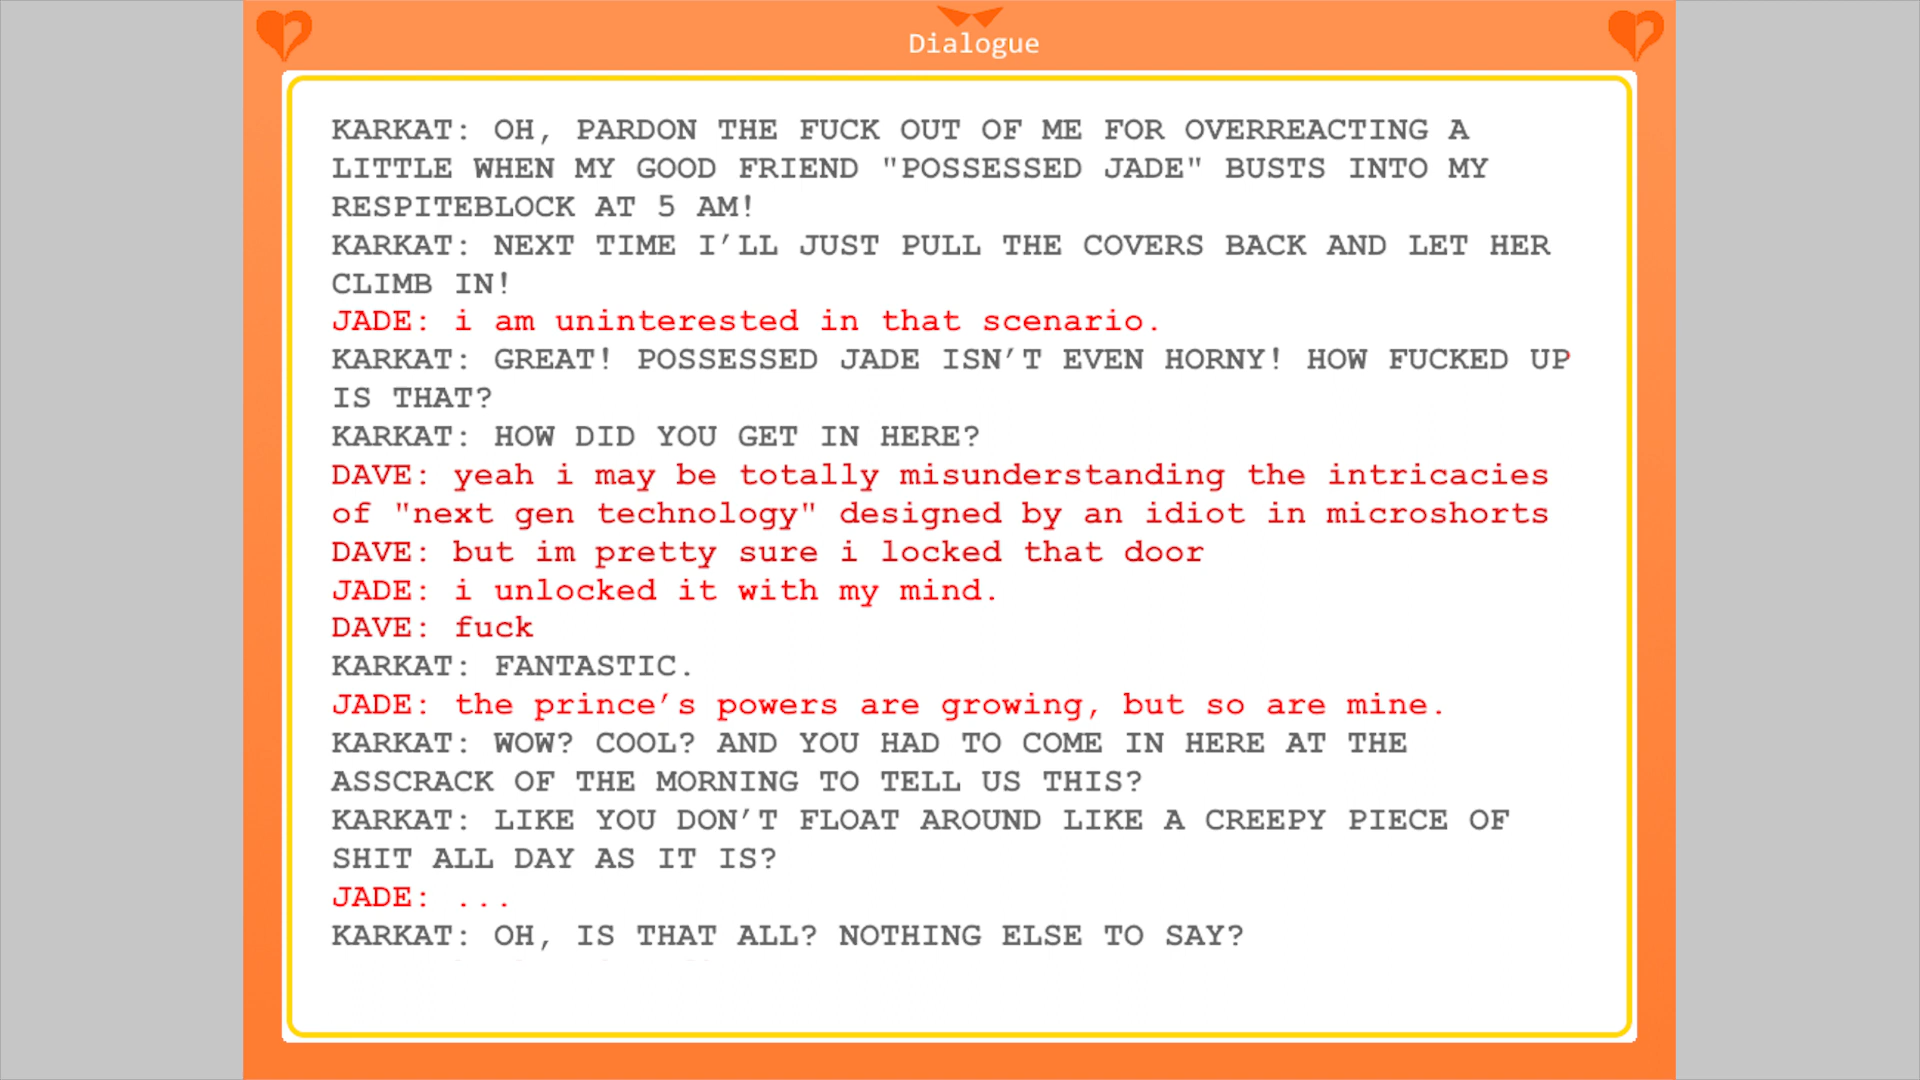 Dialogue
KARKAT: OH, PARDON THE FUCK OUT OF ME FOR OVERREACTING A
LITTLE WHEN MY GOOD FRIEND "POSSESSED JADE" BUSTS INTO MY
RESPITEBLOCK AT 5 AM!
KARKAT: NEXT TIME I’LL JUST PULL THE COVERS BACK AND LET HER
CLIMB IN!
JADE: i am uninterested in that scenario.
KARKAT: GREAT! POSSESSED JADE ISN’T EVEN HORNY! HOW FUCKED UP
IS THAT?
KARKAT: HOW DID YOU GET IN HERE?
DAVE: yeah i may be totally misunderstanding the intricacies
of "next gen technology" designed by an idiot in microshorts
DAVE: but im pretty sure i locked that door
JADE: i unlocked it with my mind.
DAVE: fuck
KARKAT: FANTASTIC.
JADE: the prince’s powers are growing, but so are mine.
KARKAT: WOW? COOL? AND YOU HAD TO COME IN HERE AT THE
ASSCRACK OF THE MORNING TO TELL US THIS?
KARKAT: LIKE YOU DON’T FLOAT AROUND LIKE A CREEPY PIECE OF
SHIT ALL DAY AS IT IS?
JADE: ...
KARKAT: OH, IS THAT ALL? NOTHING ELSE TO SAY?